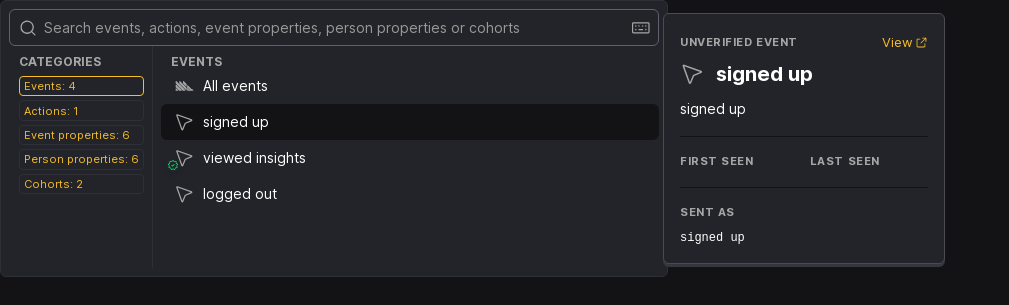 Search events, actions, event properties, person properties or cohorts
CATEGORIES
Events: 4
Actions: 1
Event properties: 6
Person properties: 6
Cohorts: 2
EVENTS
All events
signed up
viewed insights
logged out
UNVERIFIED EVENT
View
signed up
signed up
FIRST SEEN
LAST SEEN
SENT AS
signed up